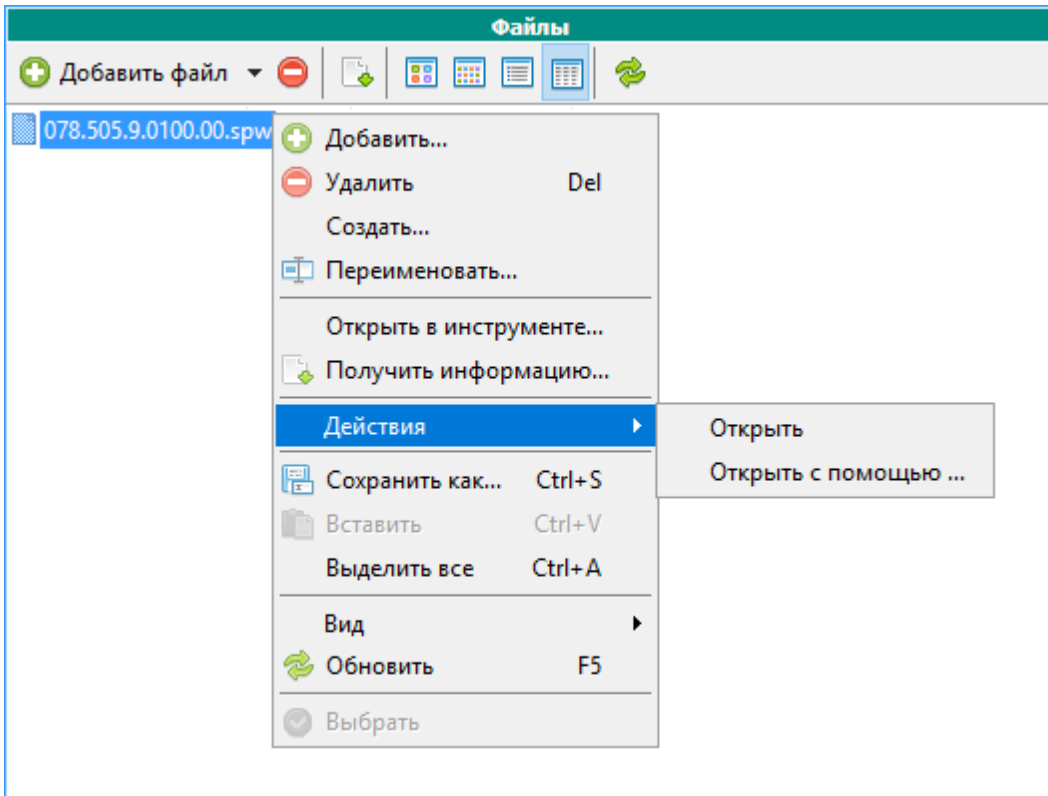 Файлы
Добавить файл
078.505.9.0100.00.spw
Добавить...
Удалить Del
Создать...
Переименовать...
Открыть в инструменте...
Получить информацию...
Действия
Открыть
Открыть с помощью ...
Сохранить как... Ctrl+S
Вставить Ctrl+V
Выделить все Ctrl+A
Вид
Обновить F5
Выбрать